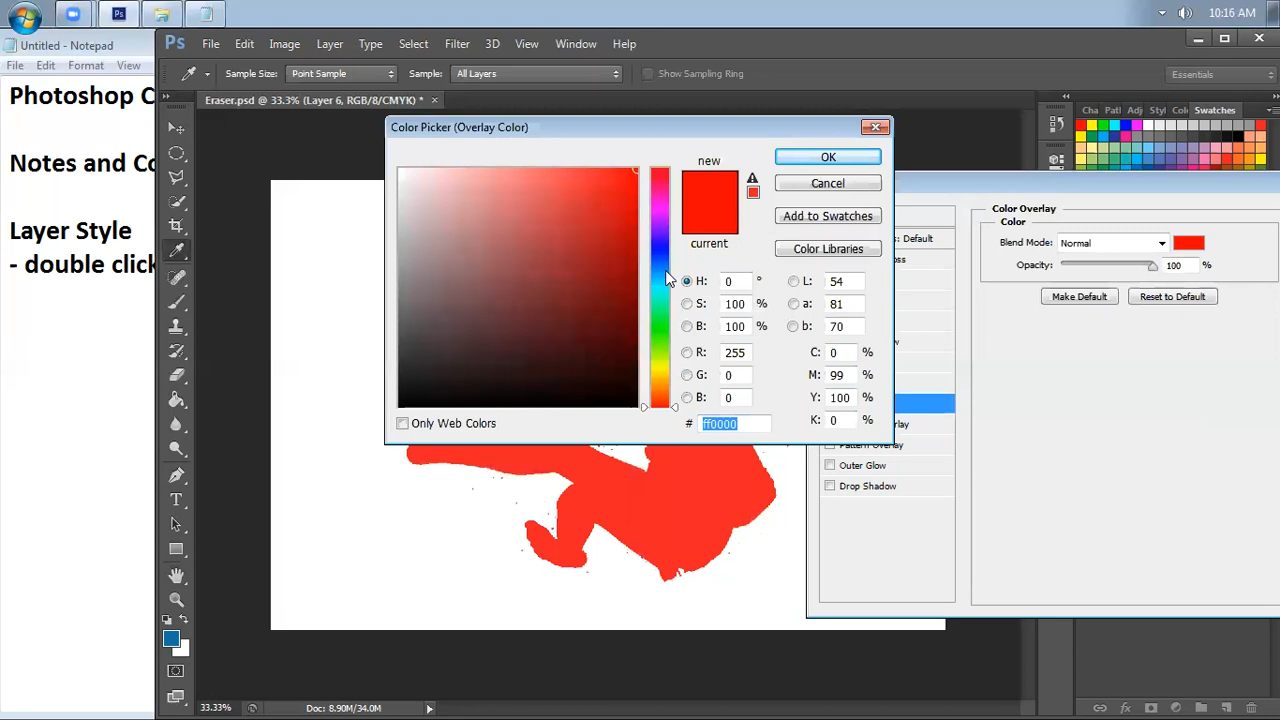 10:16 AM
Untitled - Notepad
File Edit Format View
Photoshop C
Notes and Co
Layer Style
- double click
Ps File Edit Image Layer Type Select Filter 3D View Window Help
Sample Size: Point Sample Sample: All Layers Show Sampling Ring Essentials
Eraser.psd @ 33.3% (Layer 6, RGB/8/CMYK) * ×
Cha Pat Adj Styl Col Swatches
Color Picker (Overlay Color)
new
current
OK
Cancel
Add to Swatches
Color Libraries
H: 0 ° L: 54
S: 100 % a: 81
B: 100 % b: 70
R: 255 C: 0 %
G: 0 M: 99 %
B: 0 Y: 100 %
# ff0000 K: 0 %
Only Web Colors
s: Default
Color Overlay
Color
Blend Mode: Normal
Opacity: 100 %
Make Default Reset to Default
Pattern Overlay
Outer Glow
Drop Shadow
33.33% Doc: 8.90M/34.0M